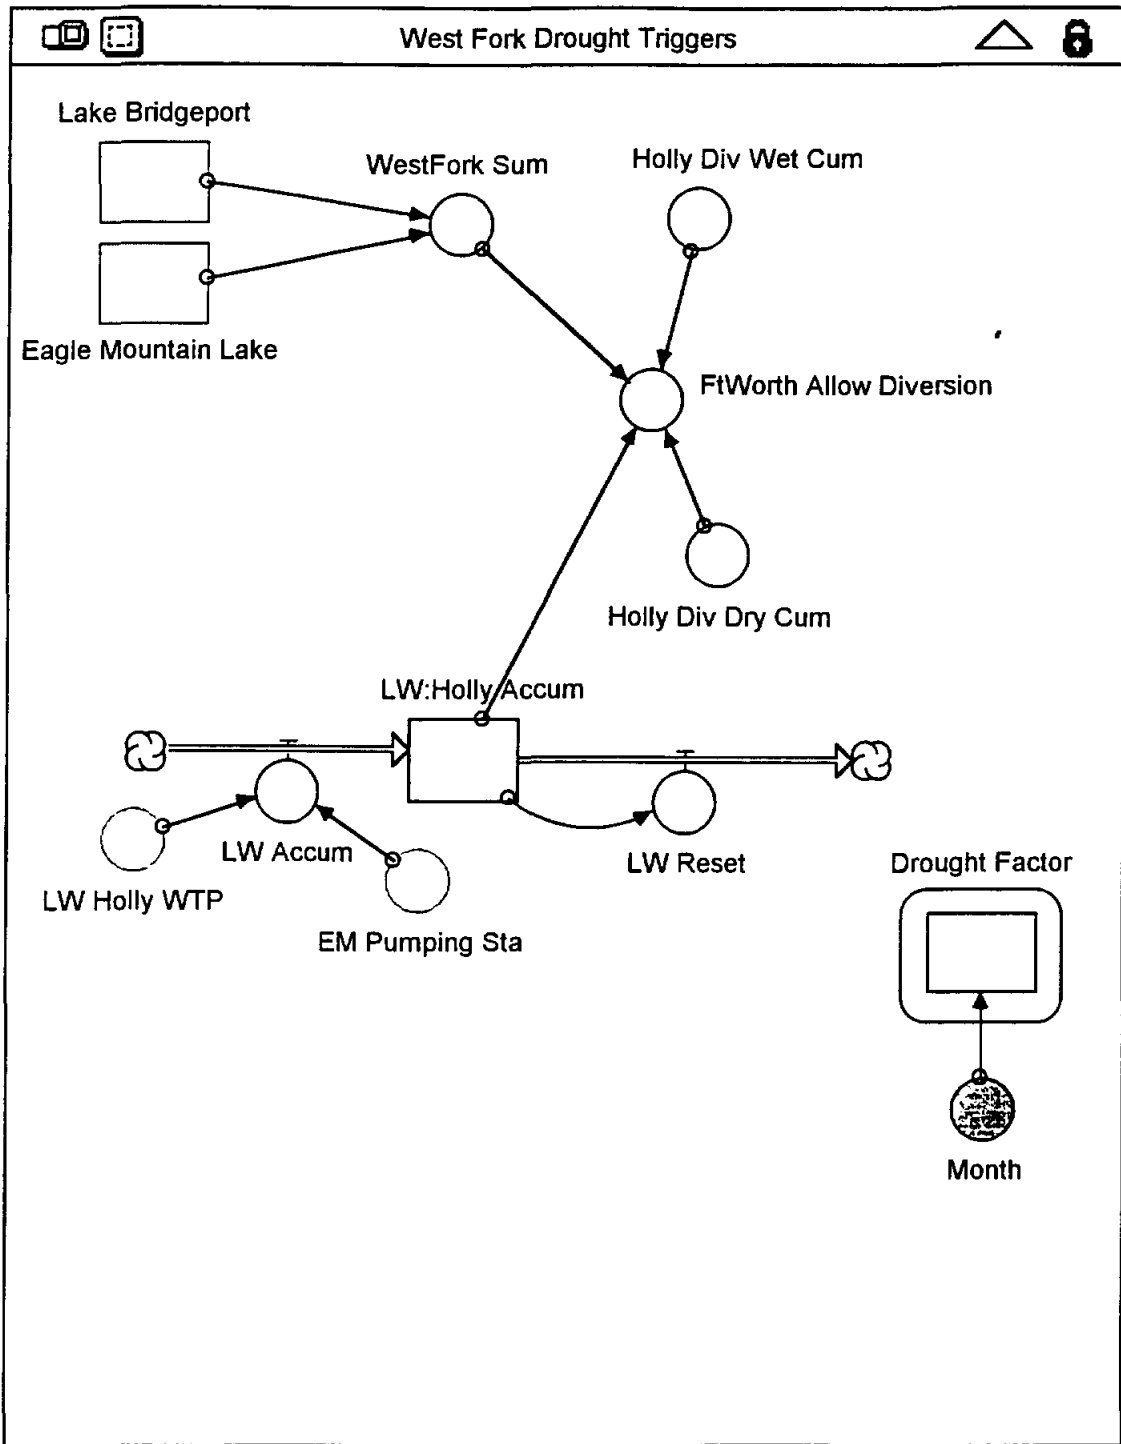 West Fork Drought Triggers
Lake Bridgeport
WestFork Sum
Holly Div Wet Cum
Eagle Mountain Lake
FtWorth Allow Diversion
Holly Div Dry Cum
LW:Holly Accum
LW Accum
LW Reset
Drought Factor
LW Holly WTP
EM Pumping Sta
Month